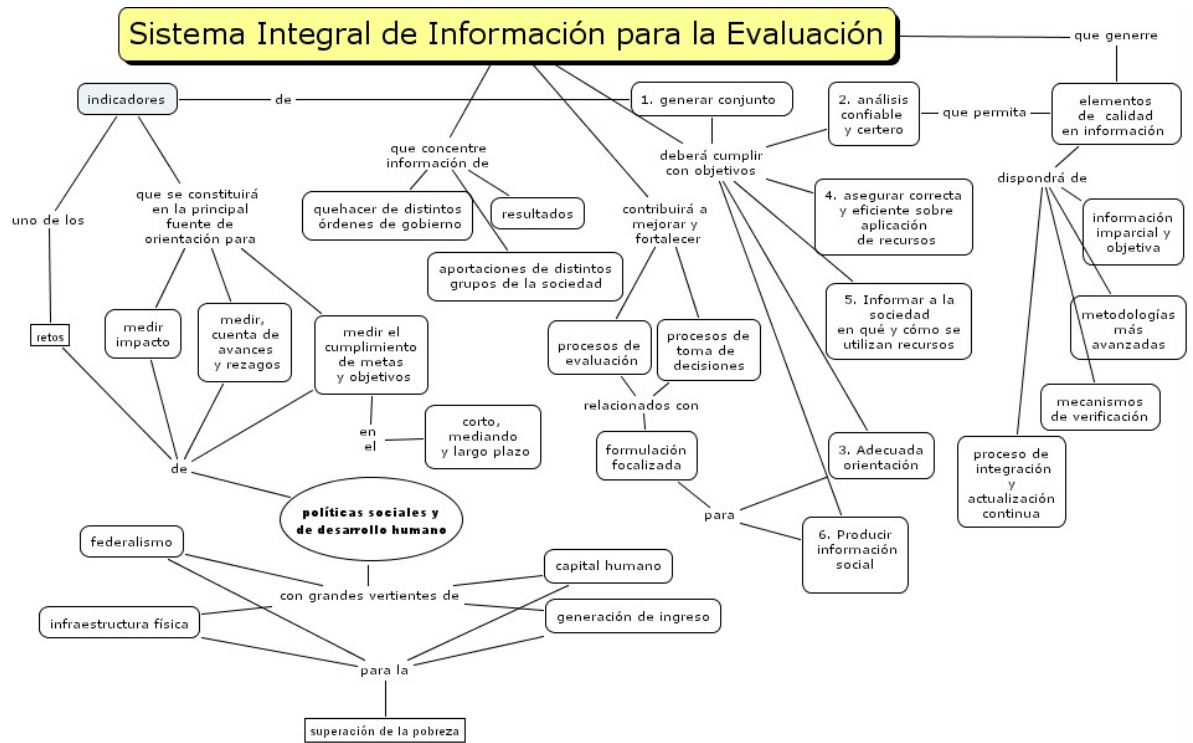 Sistema Integral de Información para la Evaluación
que generre
indicadores
de
1. generar conjunto
2. análisis
confiable
y certero
que permita
elementos
de calidad
en información
que concentre
información de
deberá cumplir
con objetivos
dispondrá de
uno de los
que se constituirá
en la principal
fuente de
orientación para
quehacer de distintos
órdenes de gobierno
resultados
contribuirá a
mejorar y
fortalecer
4. asegurar correcta
y eficiente sobre
aplicación
de recursos
información
imparcial y
objetiva
aportaciones de distintos
grupos de la sociedad
5. Informar a la
sociedad
en qué y cómo se
utilizan recursos
metodologías
más
avanzadas
retos
medir
impacto
medir,
cuenta de
avances
y rezagos
medir el
cumplimiento
de metas
y objetivos
procesos de
evaluación
procesos de
toma de
decisiones
mecanismos
de verificación
relacionados con
en
el
corto,
mediando
y largo plazo
formulación
focalizada
3. Adecuada
orientación
proceso de
integración
y
actualización
continua
de
para
políticas sociales y
de desarrollo humano
6. Producir
información
social
federalismo
capital humano
con grandes vertientes de
infraestructura física
generación de ingreso
para la
superación de la pobreza